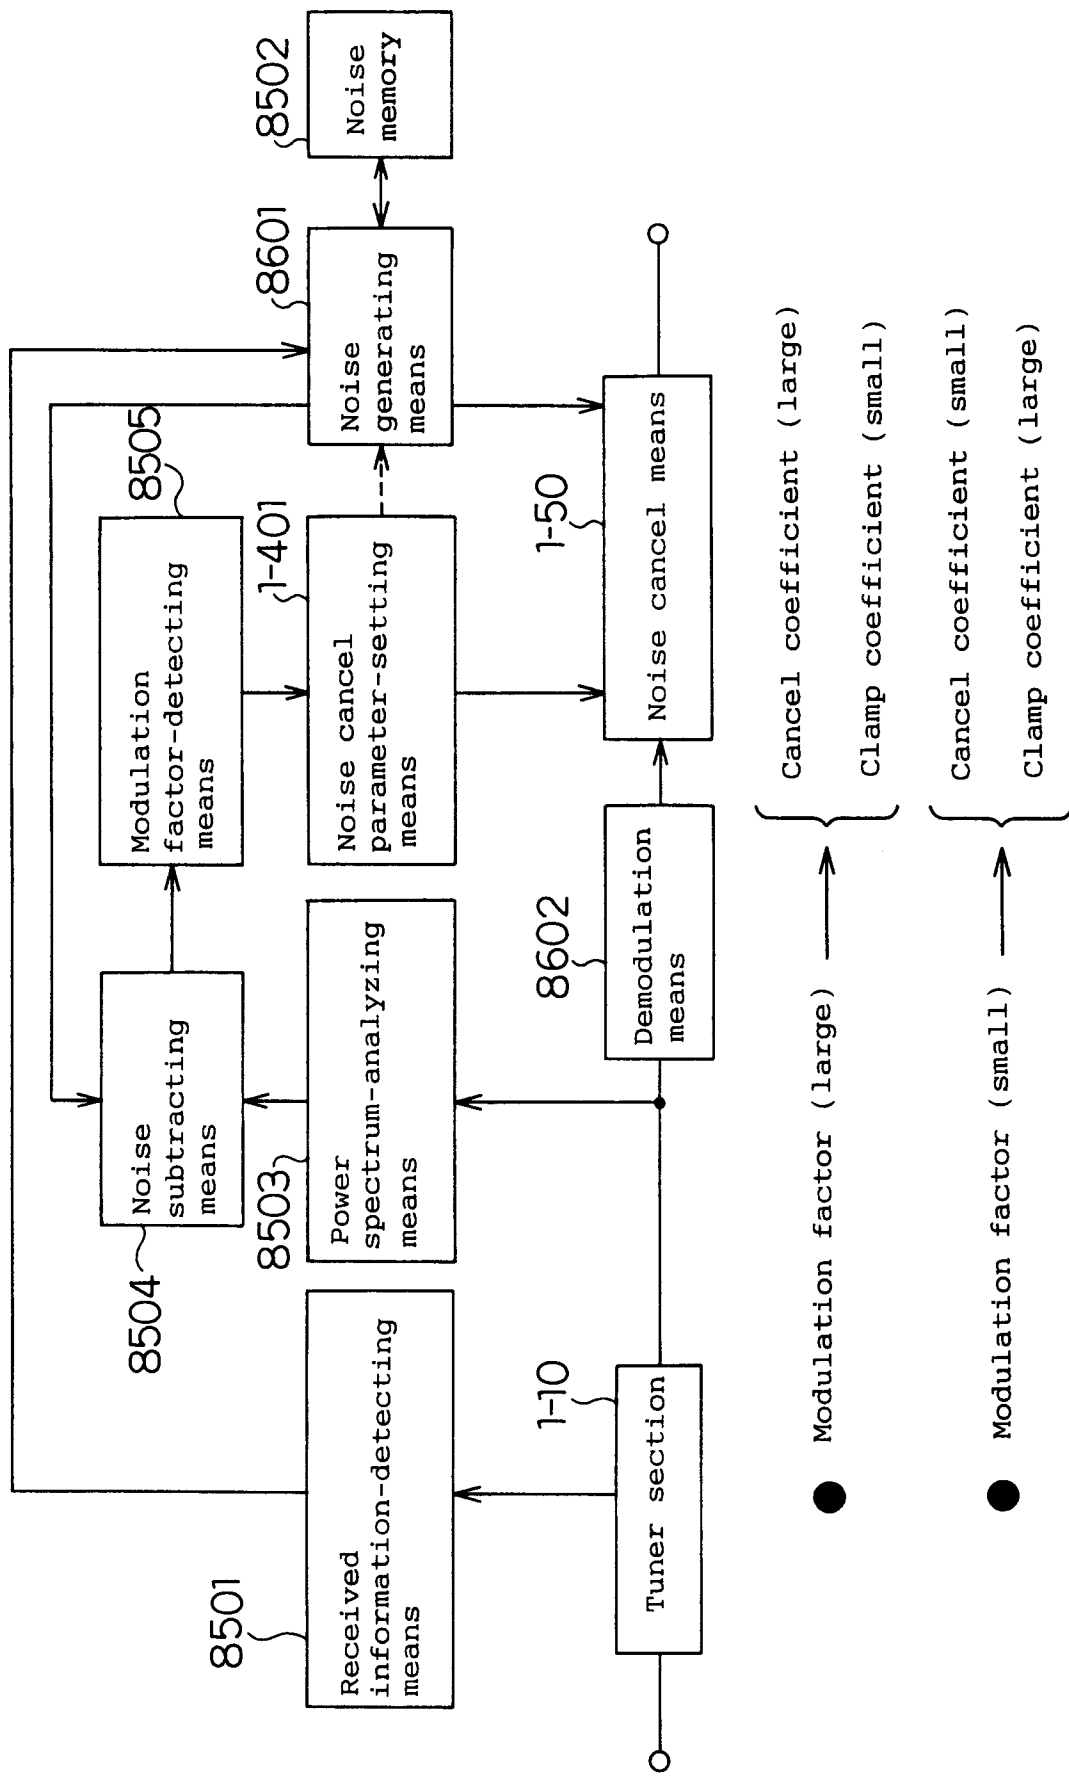 8504
Noise
subtracting
means
Modulation
factor-detecting
means
8505
8501
Received
information-detecting
means
8503
Power
spectrum-analyzing
means
1-401
Noise cancel
parameter-setting
means
8601
Noise
generating
means
8502
Noise
memory
1-10
Tuner section
8602
Demodulation
means
1-50
Noise cancel means
Modulation factor (large)
Cancel coefficient (large)
Clamp coefficient (small)
Modulation factor (small)
Cancel coefficient (small)
Clamp coefficient (large)